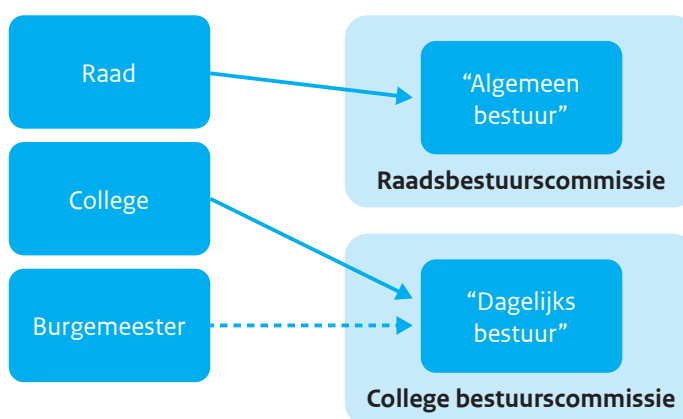 Raad
“Algemeen
bestuur”
Raadsbestuurscommissie
College
Burgemeester
“Dagelijks
bestuur”
College bestuurscommissie